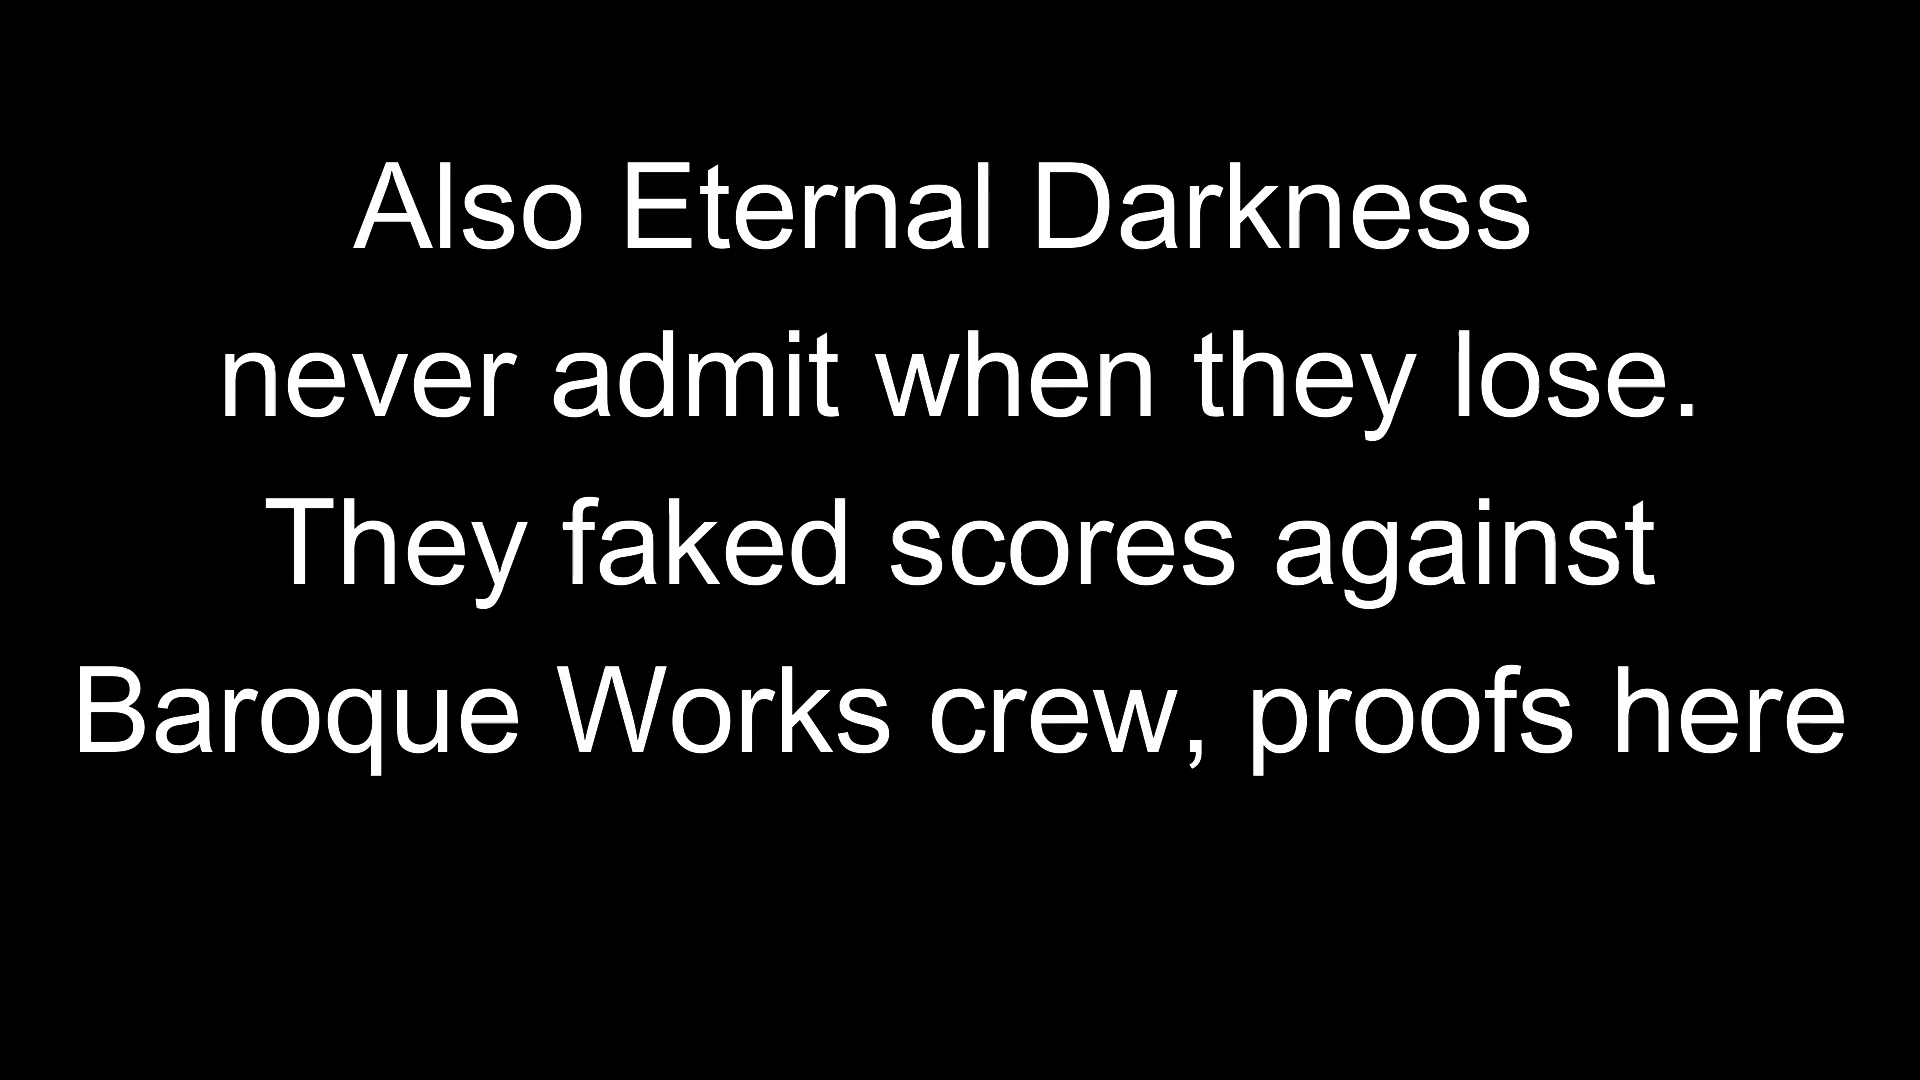 Also Eternal Darkness
never admit when they lose.
They faked scores against
Baroque Works crew, proofs here